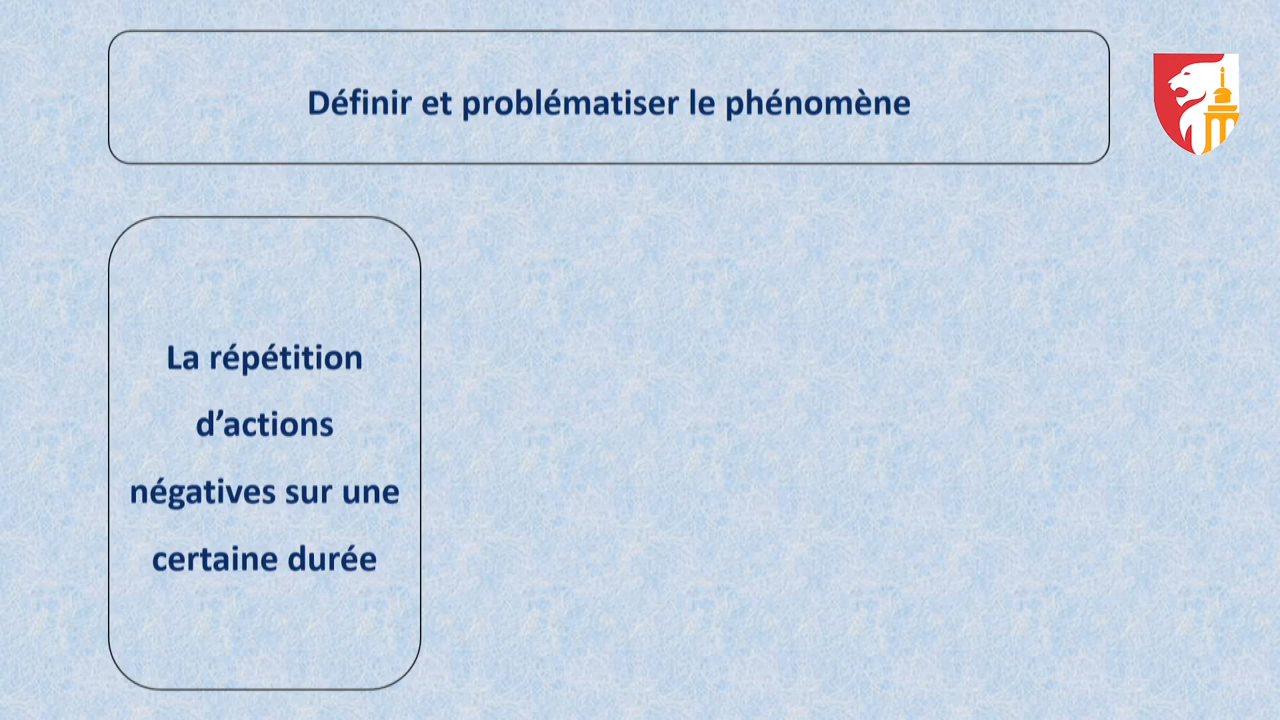 Définir et problématiser le phénomène
La répétition
d’actions
négatives sur une
certaine durée